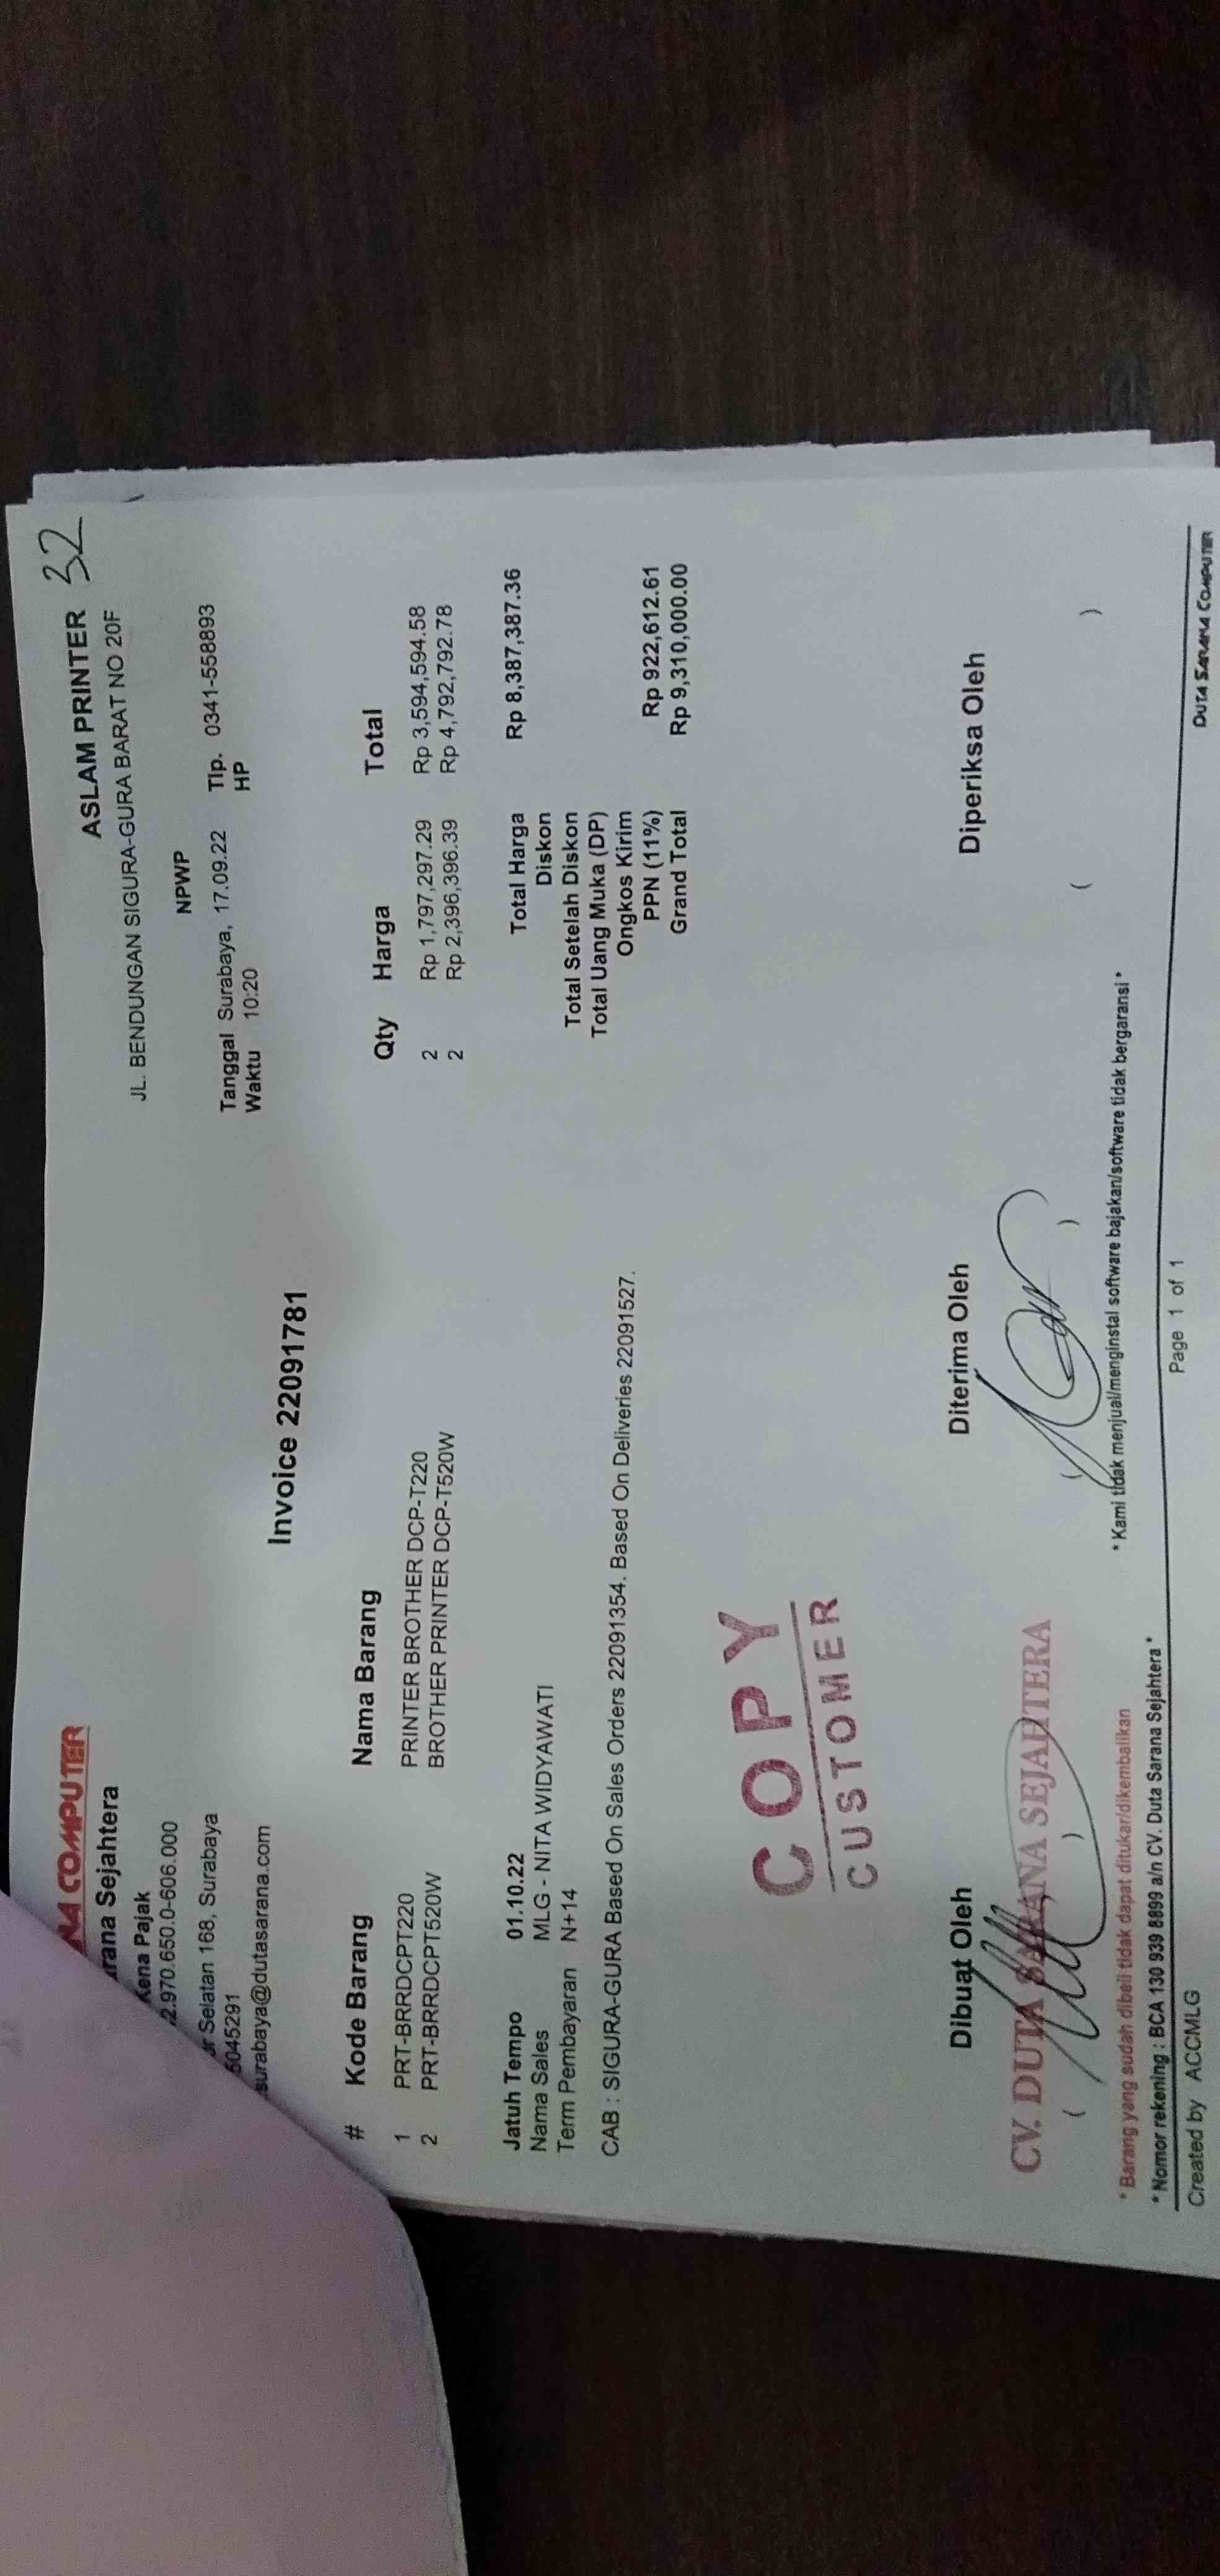 COMPUTER
Sejahtera
Kena Pajak
2.970.650.0-606.000
Selatan 168, Surabaya
5045291
surabaya@dutasarana.com
ASLAM PRINTER 32
JL. BENDUNGAN SIGURA-GURA BARAT NO 20F
NPWP
Tanggal Surabaya, 17.09.22 Tlp. 0341-558893
Waktu 10:20 HP
Invoice 22091781
# Kode Barang Nama Barang Qty Harga Total
1 PRT-BRRDCPT220 PRINTER BROTHER DCP-T220 2 Rp 1,797,297.29 Rp 3,594,594.58
2 PRT-BRRDCPT520W BROTHER PRINTER DCP-T520W 2 Rp 2,396,396.39 Rp 4,792,792.78
Jatuh Tempo 01.10.22
Nama Sales MLG - NITA WIDYAWATI
Term Pembayaran N+14
CAB : SIGURA-GURA Based On Sales Orders 22091354. Based On Deliveries 22091527.
Total Harga Rp 8,387,387.36
Diskon
Total Setelah Diskon
Total Uang Muka (DP)
Ongkos Kirim
PPN (11%) Rp 922,612.61
Grand Total Rp 9,310,000.00
COPY
CUSTOMER
Dibuat Oleh Diterima Oleh Diperiksa Oleh
CV. DUTA SARANA SEJAHTERA
( ) ( ) ( )
* Barang yang sudah dibeli tidak dapat ditukar/dikembalikan * Kami tidak menjual/menginstal software bajakan/software tidak bergaransi *
* Nomor rekening : BCA 130 939 8899 a/n CV. Duta Sarana Sejahtera *
Created by ACCMLG Page 1 of 1 DUTA SARANA COMPUTER